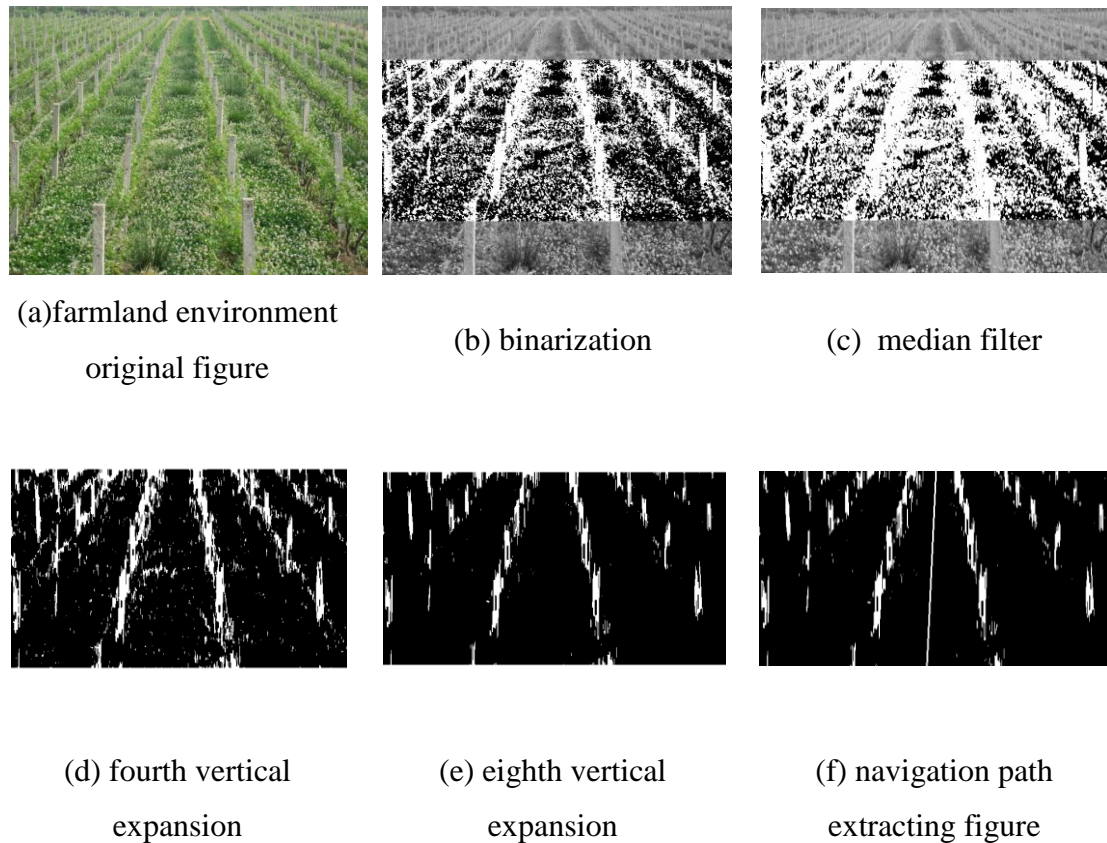 (a)farmland environment
original figure
(b) binarization
(c) median filter
(d) fourth vertical
expansion
(e) eighth vertical
expansion
(f) navigation path
extracting figure